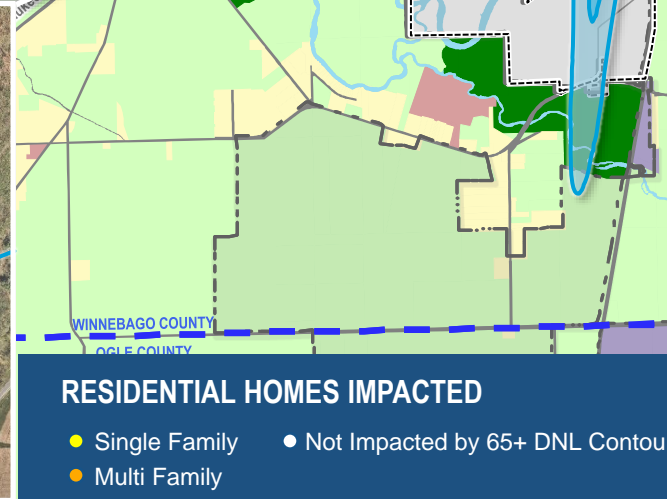 WINNEBAGO COUNTY
OGLE COUNTY
RESIDENTIAL HOMES IMPACTED
Single Family
Not Impacted by 65+ DNL Contou
Multi Family